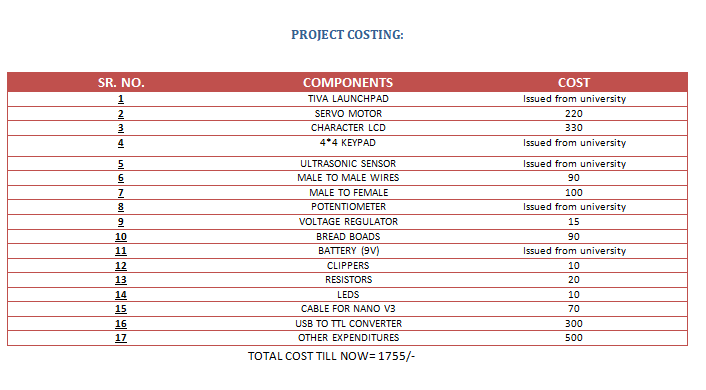 PROJECT COSTING:
SR. NO. COMPONENTS COST
1 TIVA LAUNCHPAD Issued from university
2 SERVO MOTOR 220
3 CHARACTER LCD 330
4 4*4 KEYPAD Issued from university
5 ULTRASONIC SENSOR Issued from university
6 MALE TO MALE WIRES 90
7 MALE TO FEMALE 100
8 POTENTIOMETER Issued from university
9 VOLTAGE REGULATOR 15
10 BREAD BOADS 90
11 BATTERY (9V) Issued from university
12 CLIPPERS 10
13 RESISTORS 20
14 LEDS 10
15 CABLE FOR NANO V3 70
16 USB TO TTL CONVERTER 300
17 OTHER EXPENDITURES 500
TOTAL COST TILL NOW= 1755/-